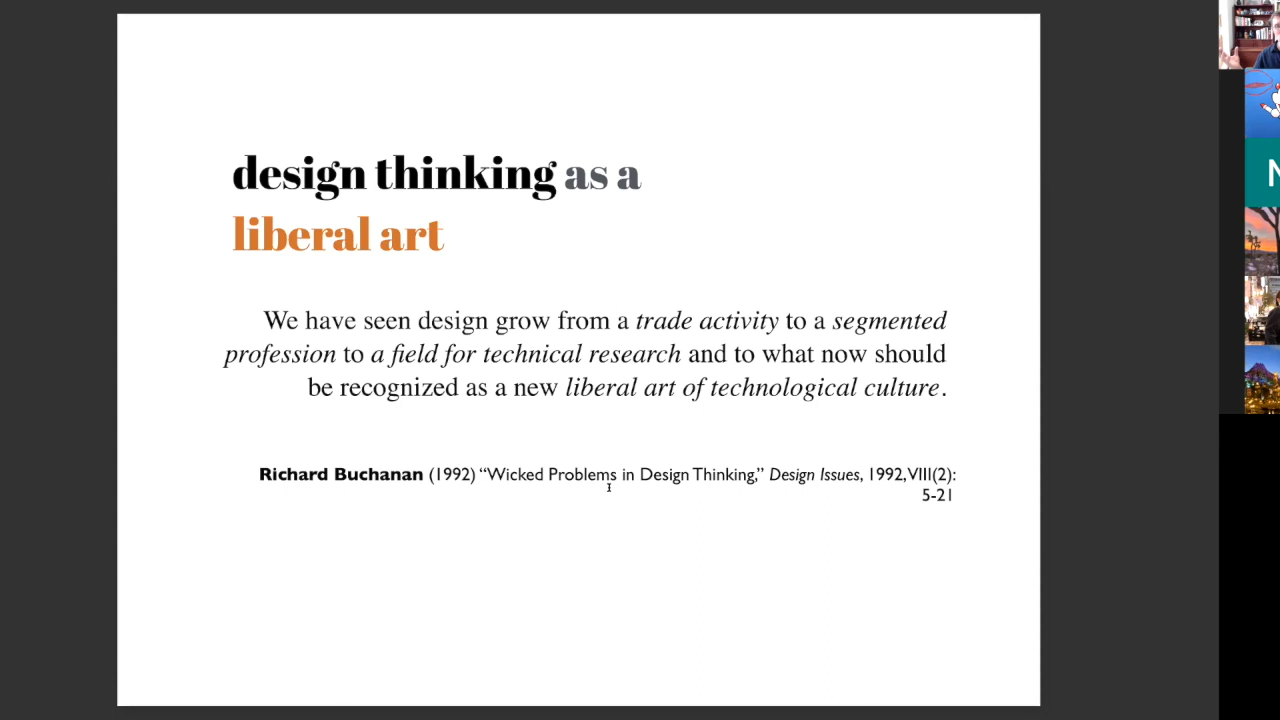 design thinking as a
liberal art
We have seen design grow from a trade activity to a segmented
profession to a field for technical research and to what now should
be recognized as a new liberal art of technological culture.
Richard Buchanan (1992) “Wicked Problems in Design Thinking,” Design Issues, 1992, VIII(2):
5-21
N